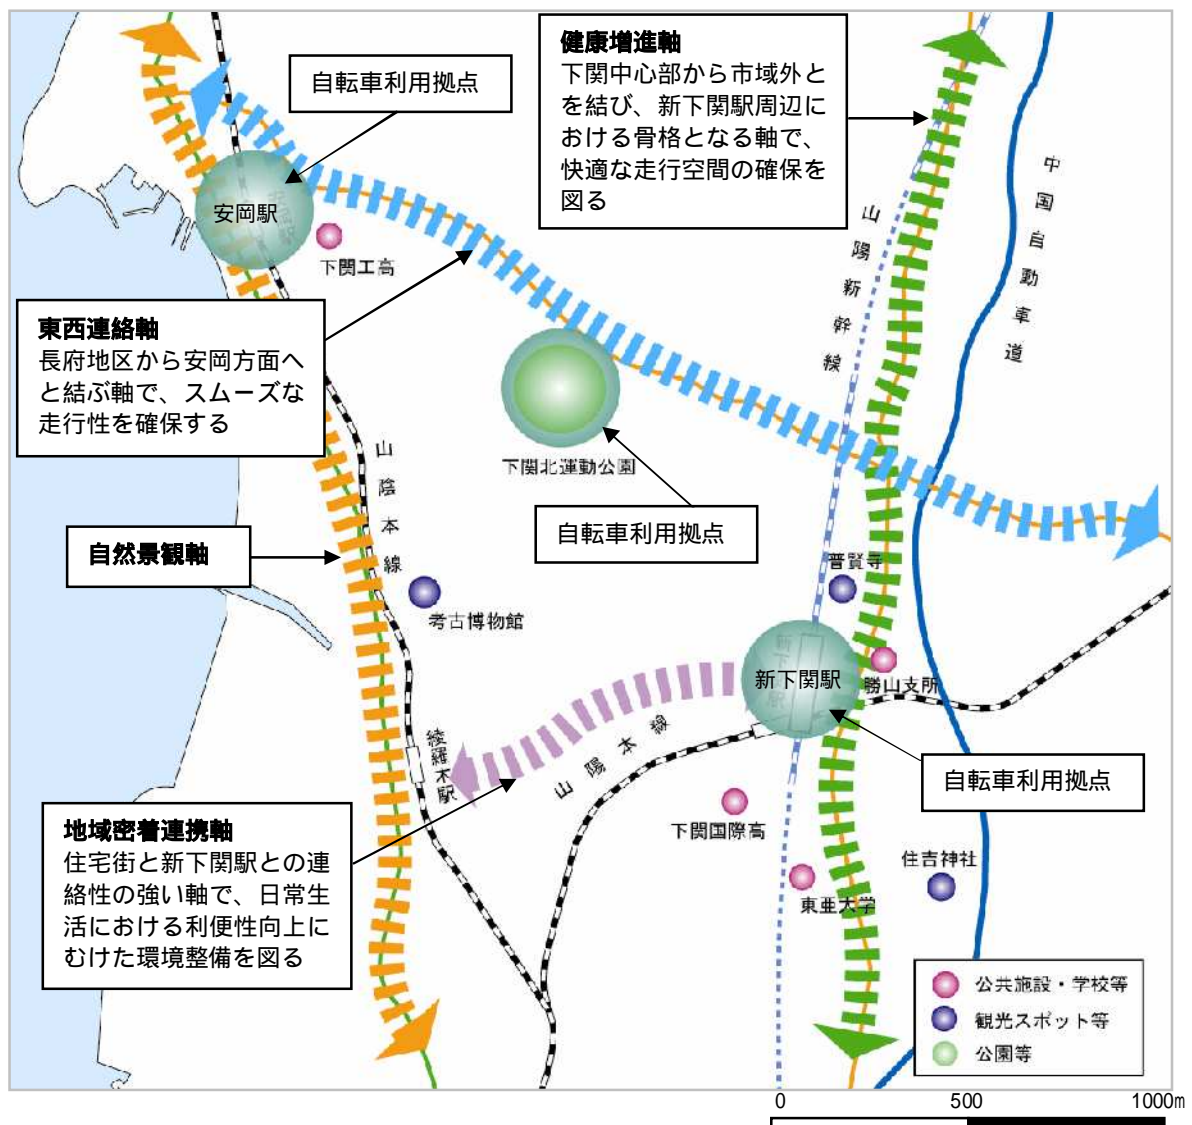 健康増進軸
下関中心部から市域外と
を結び、新下関駅周辺に
おける骨格となる軸で、
快適な走行空間の確保を
図る
自転車利用拠点
中国自動車道
山陽新幹線
安岡駅
下関工高
東西連絡軸
長府地区から安岡方面へ
と結ぶ軸で、スムーズな
走行性を確保する
山陰本線
下関北運動公園
自転車利用拠点
自然景観軸
考古博物館
普賢寺
新下関駅
勝山支所
綾羅木駅
山陽本線
自転車利用拠点
地域密着連携軸
住宅街と新下関駅との連
絡性の強い軸で、日常生
活における利便性向上に
むけた環境整備を図る
下関国際高
東亜大学
住吉神社
公共施設・学校等
観光スポット等
公園等
0 500 1000m